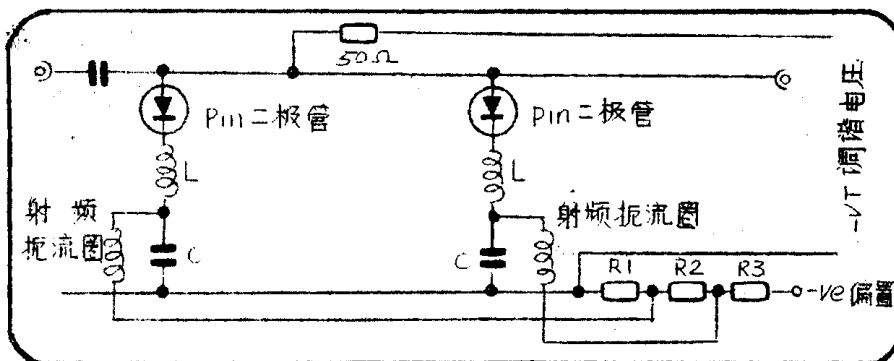 50Ω
Pin二极管
Pin二极管
L
L
射频
扼流圈
射频扼流圈
C
C
R1
R2
R3
-Ve偏置
-VT调谐电压